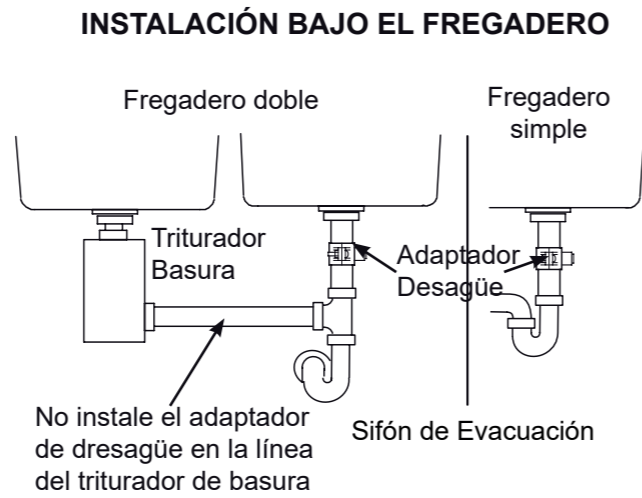 INSTALACIÓN BAJO EL FREGADERO
Fregadero doble
Fregadero
simple
Triturador
Basura
Adaptador
Desagüe
No instale el adaptador
de dresagüe en la línea
del triturador de basura
Sifón de Evacuación